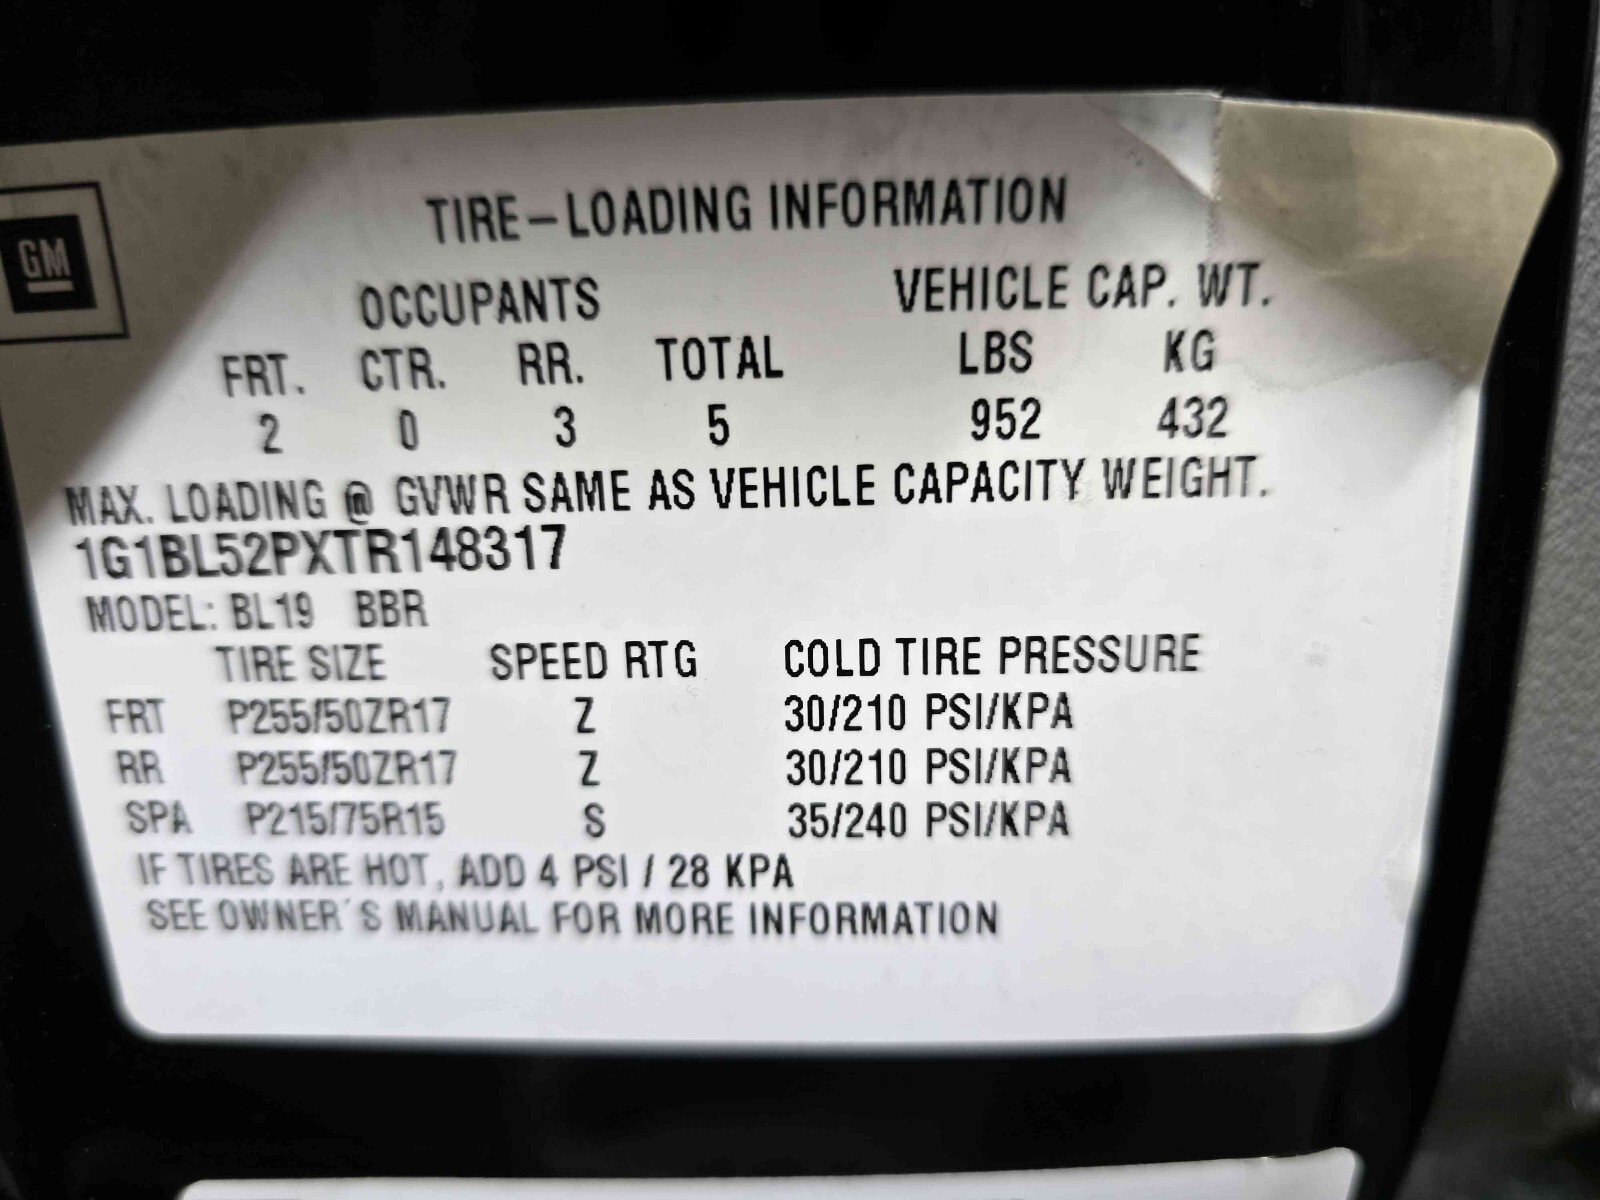 TIRE-LOADING INFORMATION
GM
OCCUPANTS VEHICLE CAP. WT.
FRT. CTR. RR. TOTAL LBS KG
2 0 3 5 952 432
MAX. LOADING @ GVWR SAME AS VEHICLE CAPACITY WEIGHT.
1G1BL52PXTR148317
MODEL: BL19 BBR
TIRE SIZE SPEED RTG COLD TIRE PRESSURE
FRT P255/50ZR17 Z 30/210 PSI/KPA
RR P255/50ZR17 Z 30/210 PSI/KPA
SPA P215/75R15 S 35/240 PSI/KPA
IF TIRES ARE HOT, ADD 4 PSI / 28 KPA
SEE OWNER'S MANUAL FOR MORE INFORMATION